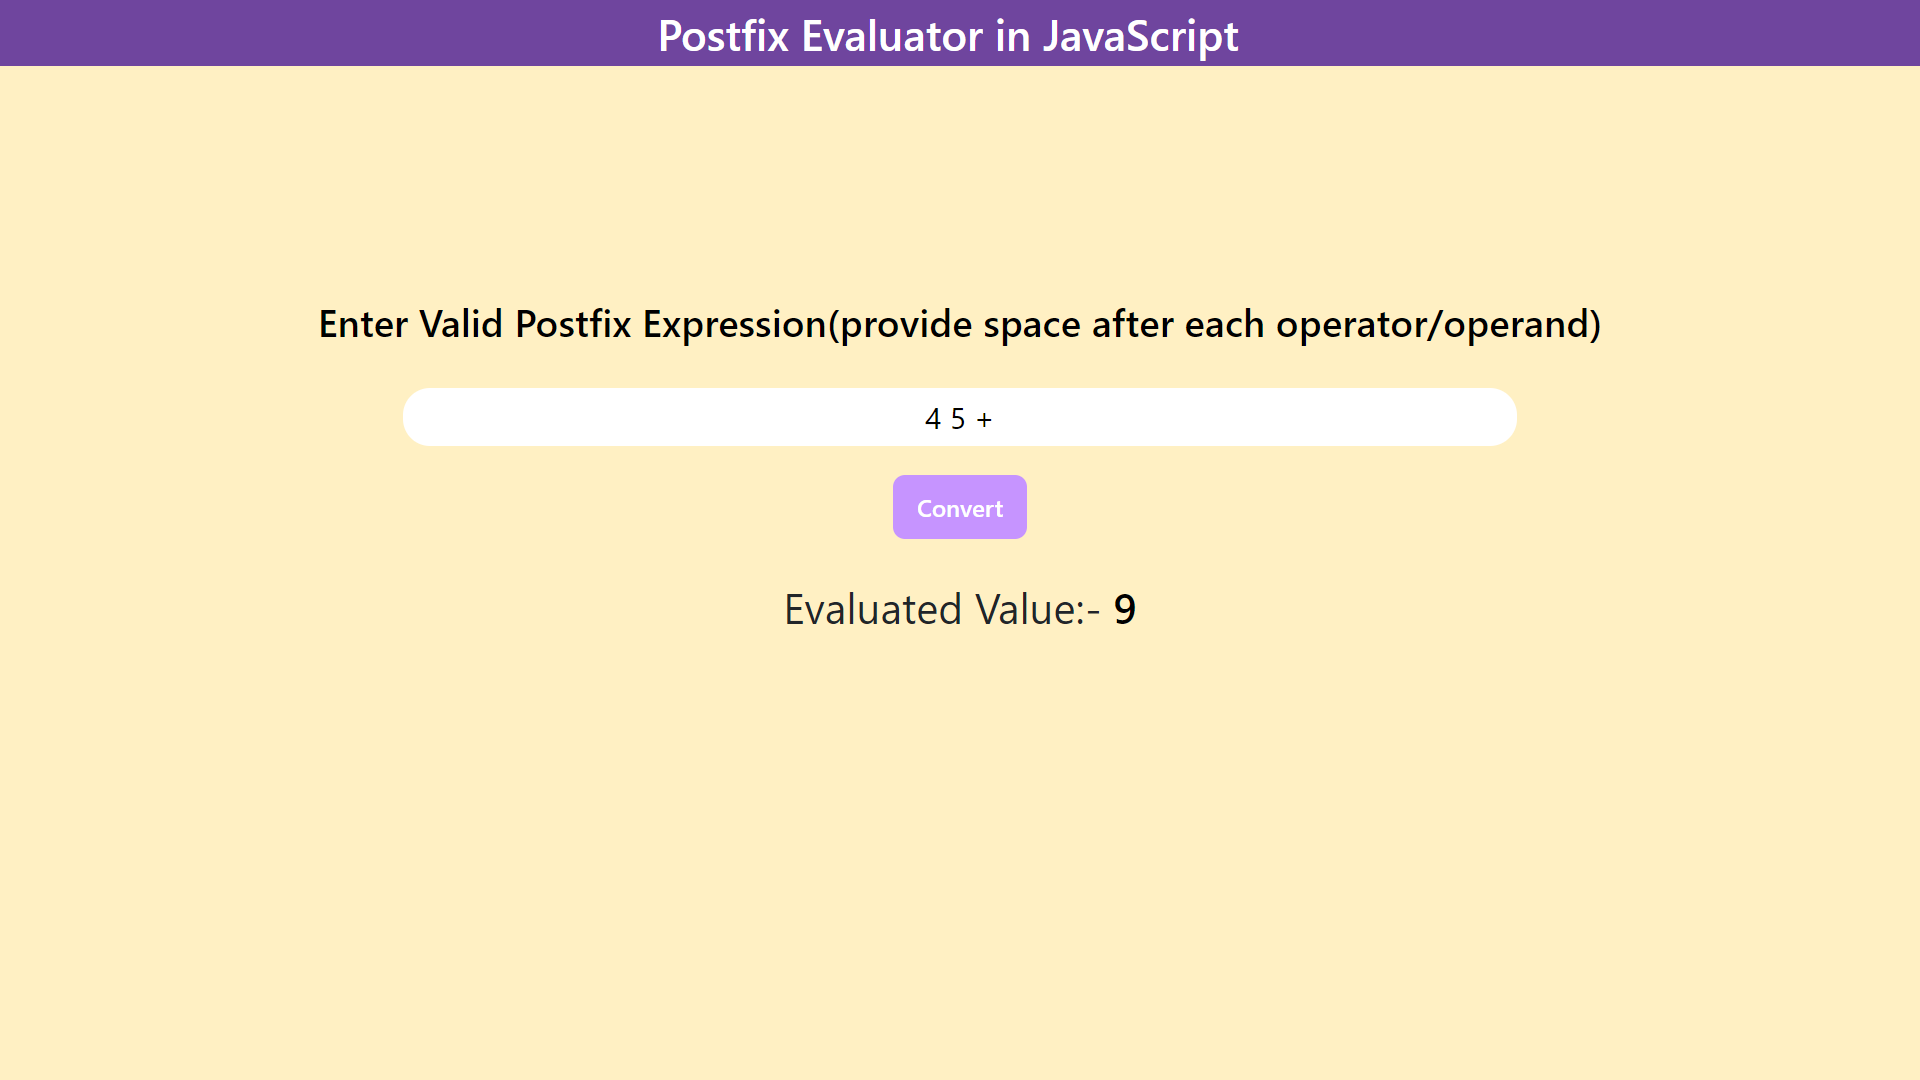 Postfix Evaluator in JavaScript
Enter Valid Postfix Expression(provide space after each operator/operand)
4 5 +
Convert
Evaluated Value:- 9